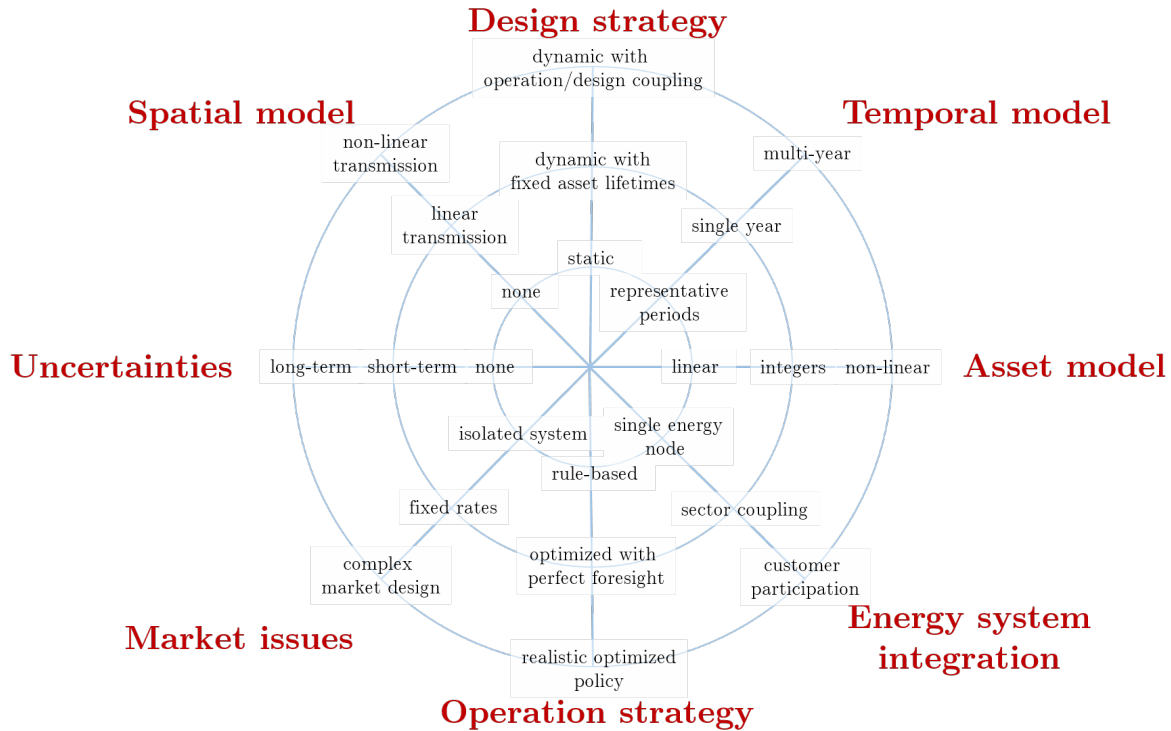 Design strategy
dynamic with
operation/design coupling
Spatial model
Temporal model
non-linear
transmission
multi-year
dynamic with
fixed asset lifetimes
linear
transmission
single year
static
none
representative
periods
Uncertainties
long-term
short-term
none
linear
integers
non-linear
Asset model
isolated system
single energy
node
rule-based
fixed rates
sector coupling
optimized with
perfect foresight
complex
market design
customer
participation
Market issues
Energy system
integration
realistic optimized
policy
Operation strategy